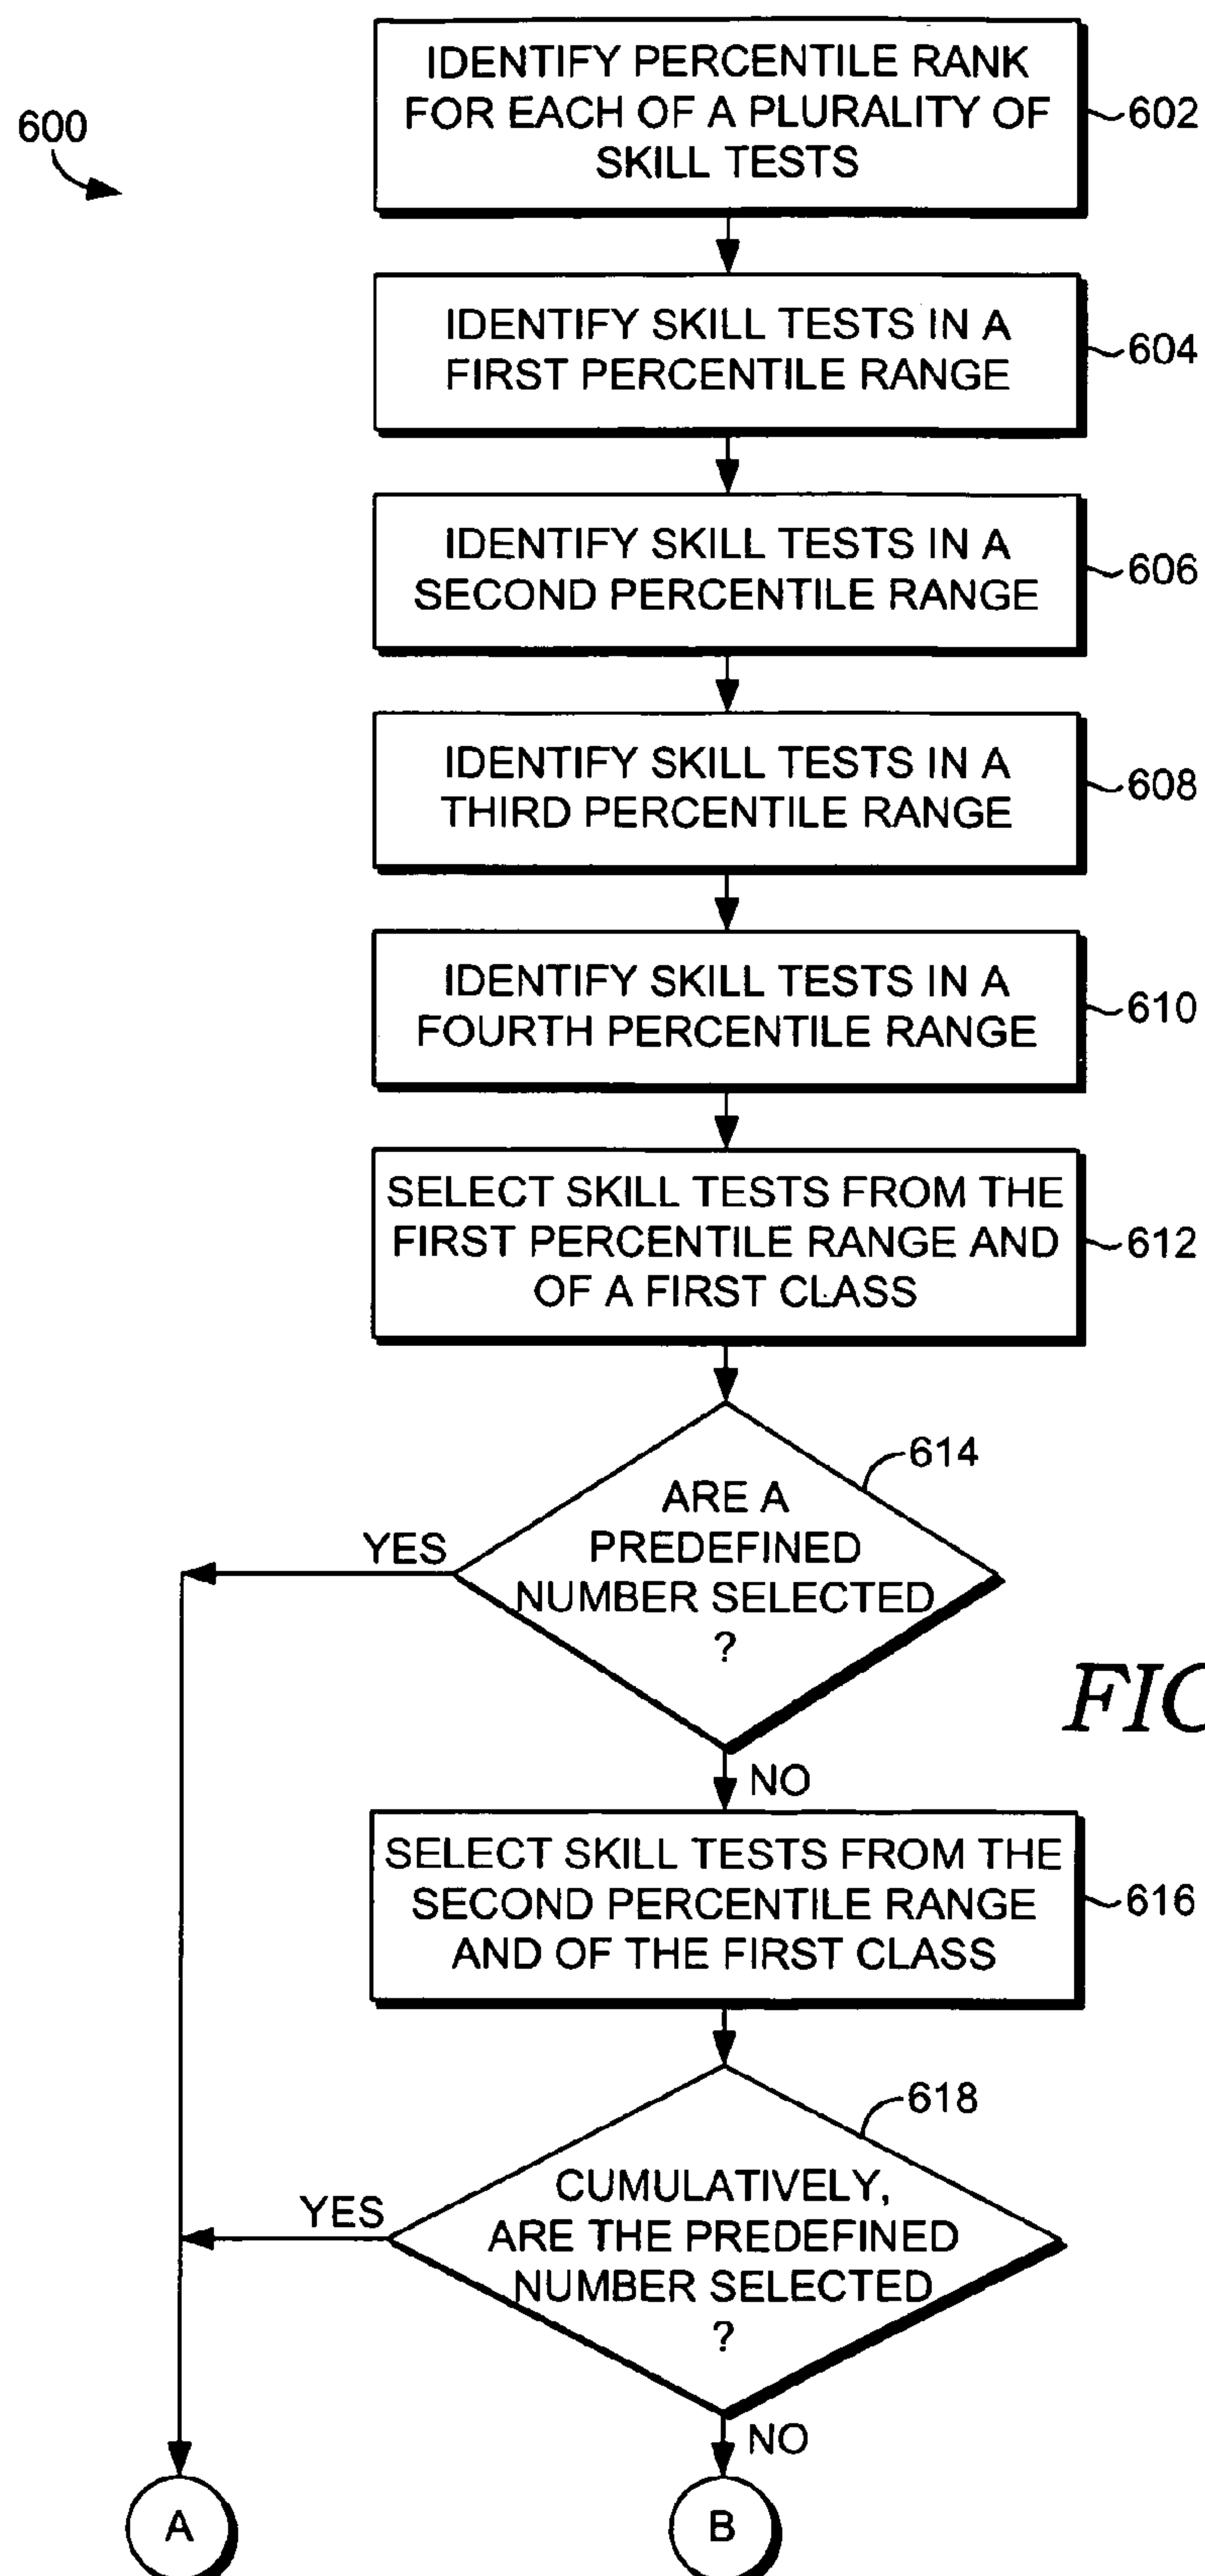 600
IDENTIFY PERCENTILE RANK
FOR EACH OF A PLURALITY OF
SKILL TESTS
602
IDENTIFY SKILL TESTS IN A
FIRST PERCENTILE RANGE
604
IDENTIFY SKILL TESTS IN A
SECOND PERCENTILE RANGE
606
IDENTIFY SKILL TESTS IN A
THIRD PERCENTILE RANGE
608
IDENTIFY SKILL TESTS IN A
FOURTH PERCENTILE RANGE
610
SELECT SKILL TESTS FROM THE
FIRST PERCENTILE RANGE AND
OF A FIRST CLASS
612
614
ARE A
PREDEFINED
NUMBER SELECTED
?
YES
NO
SELECT SKILL TESTS FROM THE
SECOND PERCENTILE RANGE
AND OF THE FIRST CLASS
616
618
CUMULATIVELY,
ARE THE PREDEFINED
NUMBER SELECTED
?
YES
NO
A
B